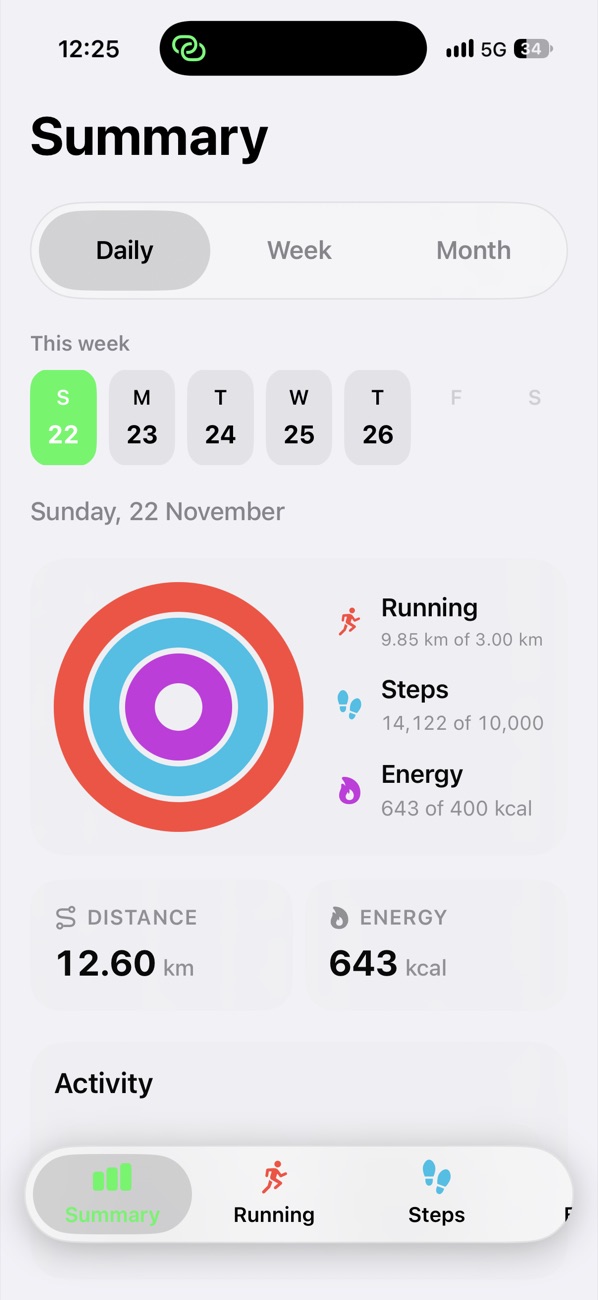 12:25
5G 34
Summary
Daily Week Month
This week
S M T W T F S
22 23 24 25 26
Sunday, 22 November
Running
9.85 km of 3.00 km
Steps
14,122 of 10,000
Energy
643 of 400 kcal
DISTANCE
12.60 km
ENERGY
643 kcal
Activity
Summary Running Steps